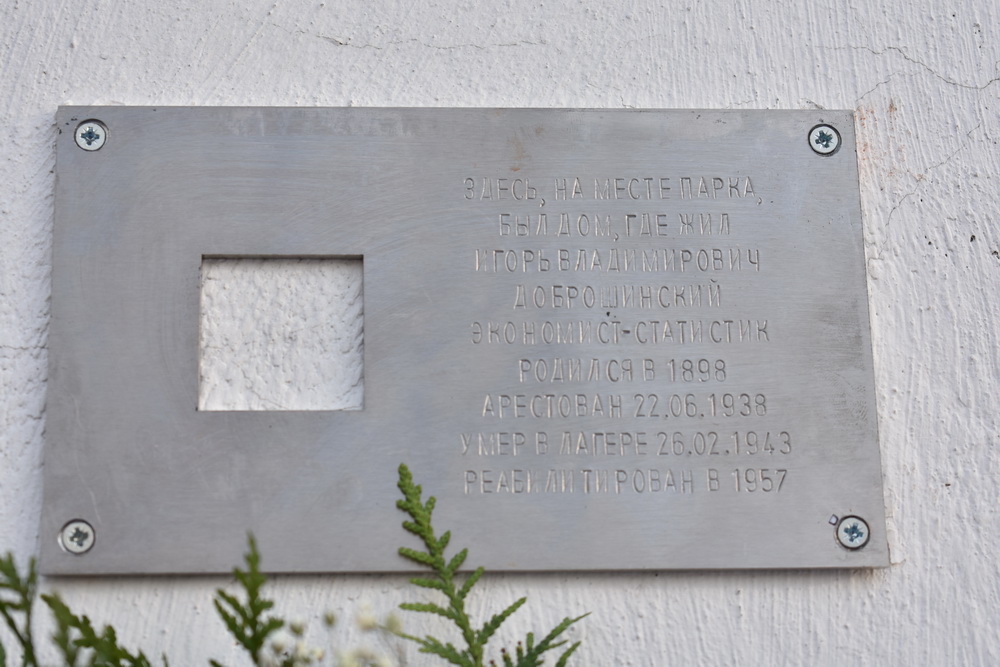 ЗДЕСЬ, НА МЕСТЕ ПАРКА,
БЫЛ ДОМ, ГДЕ ЖИЛ
ИГОРЬ ВЛАДИМИРОВИЧ
ДОБРОШИНСКИЙ
ЭКОНОМИСТ-СТАТИСТИК
РОДИЛСЯ В 1898
АРЕСТОВАН 22.06.1938
УМЕР В ЛАГЕРЕ 26.02.1943
РЕАБИЛИТИРОВАН В 1957